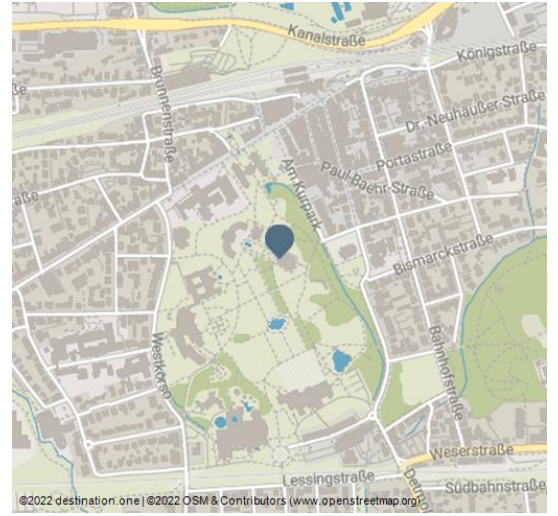 Kanalstraße
Königstraße
Brunnenstraße
Dr.-Neuhäußer-Straße
Portastraße
Am Kurpark
Paul-Baehr-Straße
Bismarckstraße
Westkorso
Bahnhofstraße
Weserstraße
Lessingstraße
Südbahnstraße
©2022 destination.one | ©2022 OSM & Contributors (www.openstreetmap.org)